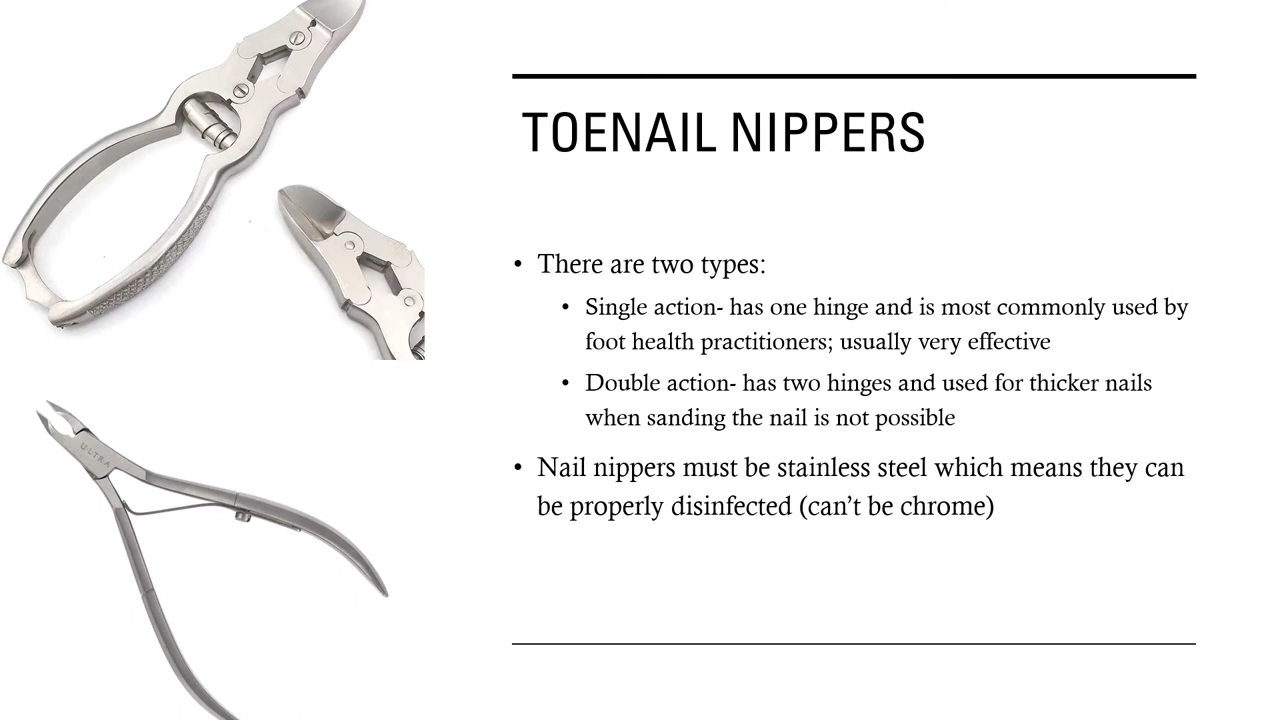 TOENAIL NIPPERS
• There are two types:
• Single action- has one hinge and is most commonly used by
foot health practitioners; usually very effective
• Double action- has two hinges and used for thicker nails
when sanding the nail is not possible
• Nail nippers must be stainless steel which means they can
be properly disinfected (can’t be chrome)
ULTRA